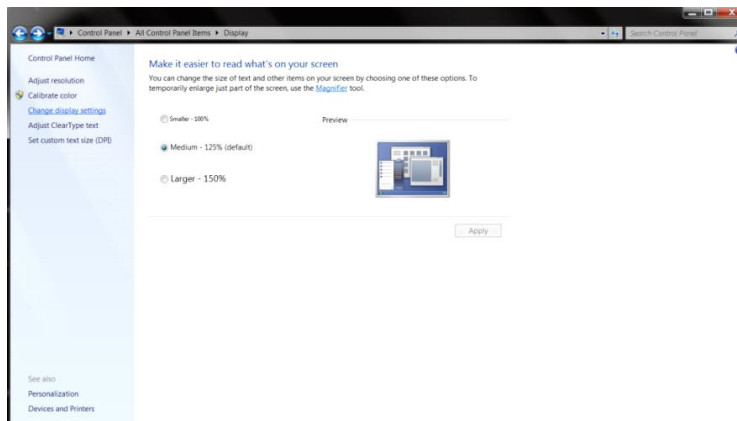 Control Panel ▸ All Control Panel Items ▸ Display
Search Control Panel
Control Panel Home
Adjust resolution
Calibrate color
Change display settings
Adjust ClearType text
Set custom text size (DPI)
Make it easier to read what's on your screen
You can change the size of text and other items on your screen by choosing one of these options. To
temporarily enlarge just part of the screen, use the Magnifier tool.
Smaller - 100%
Preview
Medium - 125% (default)
Larger - 150%
Apply
See also
Personalization
Devices and Printers